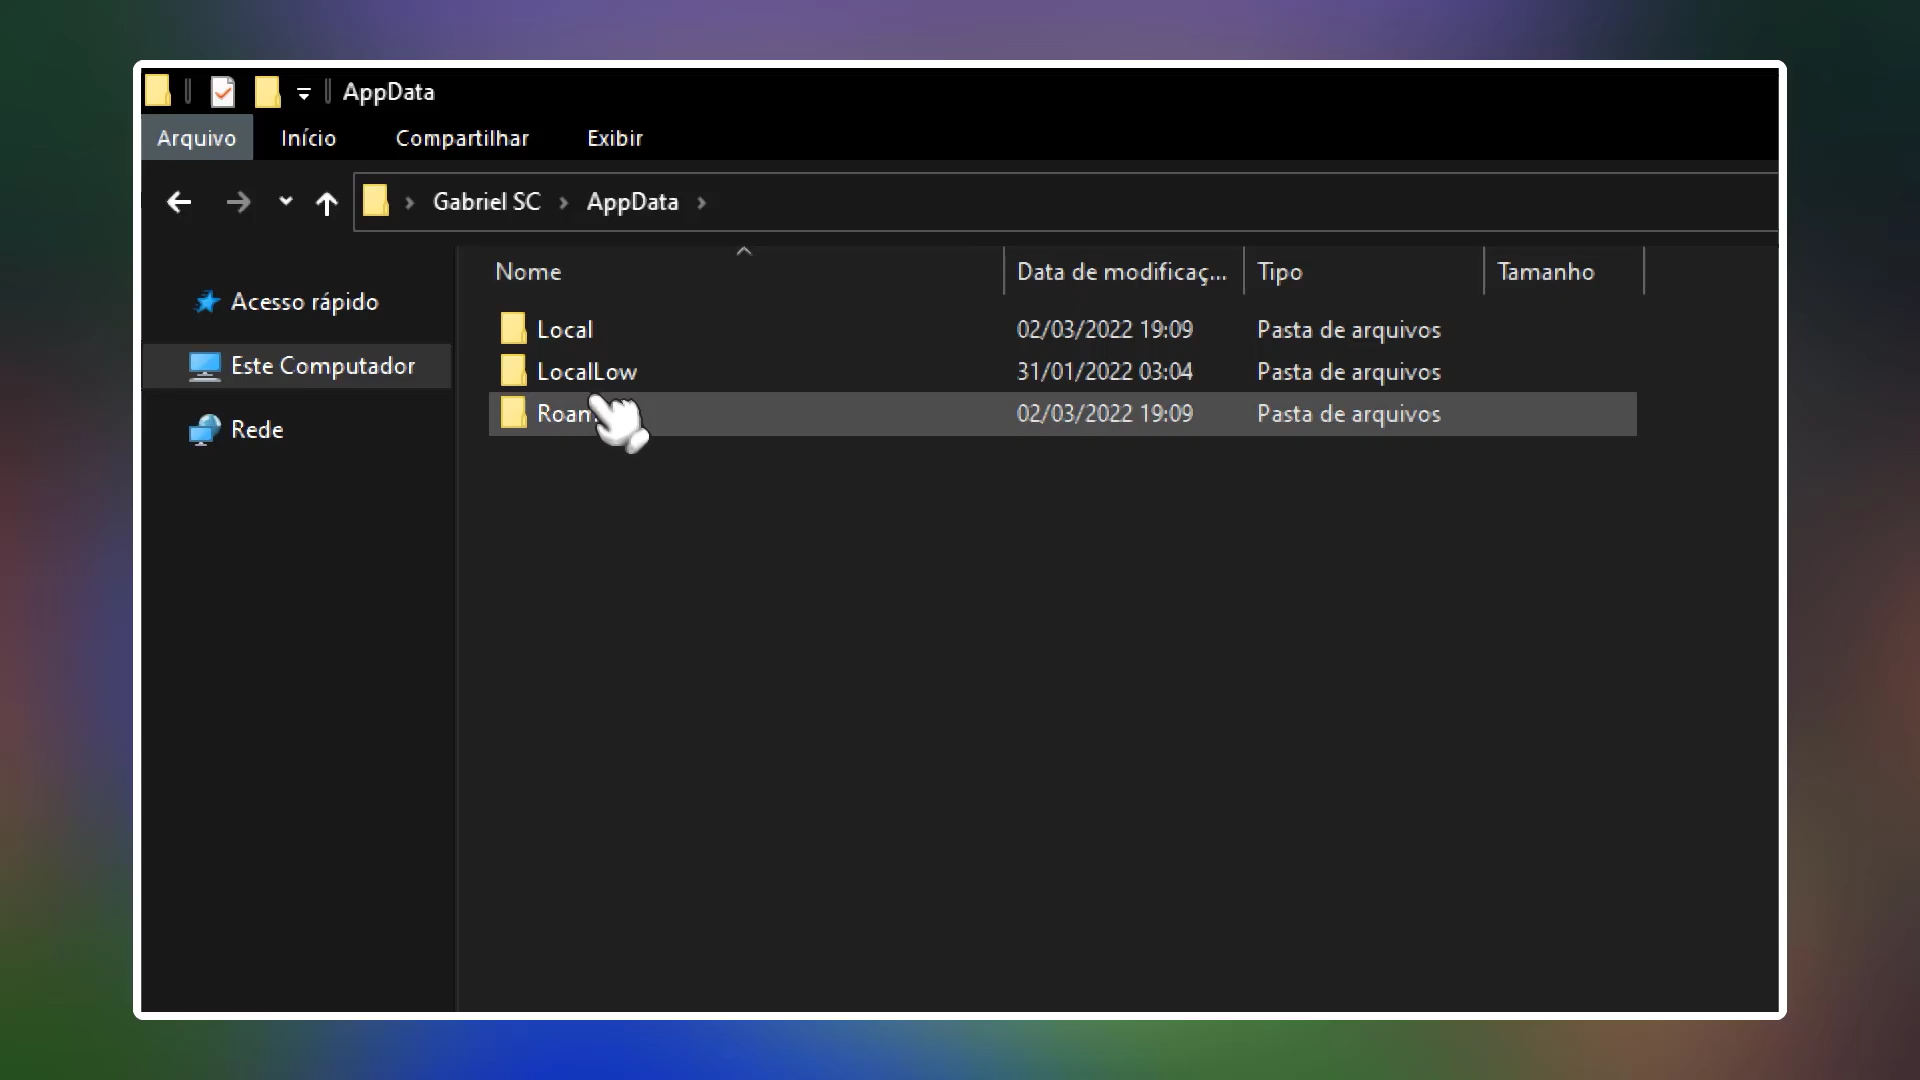 AppData
Arquivo Início Compartilhar Exibir
Gabriel SC AppData
Nome Data de modificaç... Tipo Tamanho
Acesso rápido
Este Computador
Rede
Local 02/03/2022 19:09 Pasta de arquivos
LocalLow 31/01/2022 03:04 Pasta de arquivos
Roam 02/03/2022 19:09 Pasta de arquivos